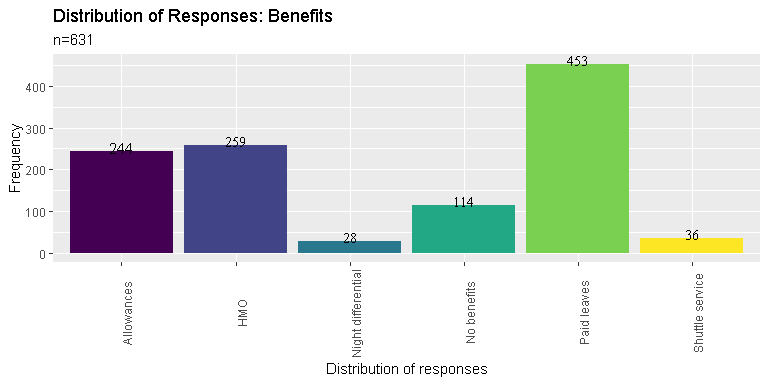 Distribution of Responses: Benefits
n=631
Frequency
400
300
200
100
0
244
259
28
114
453
36
Allowances
HMO
Night differential
No benefits
Paid leaves
Shuttle service
Distribution of responses